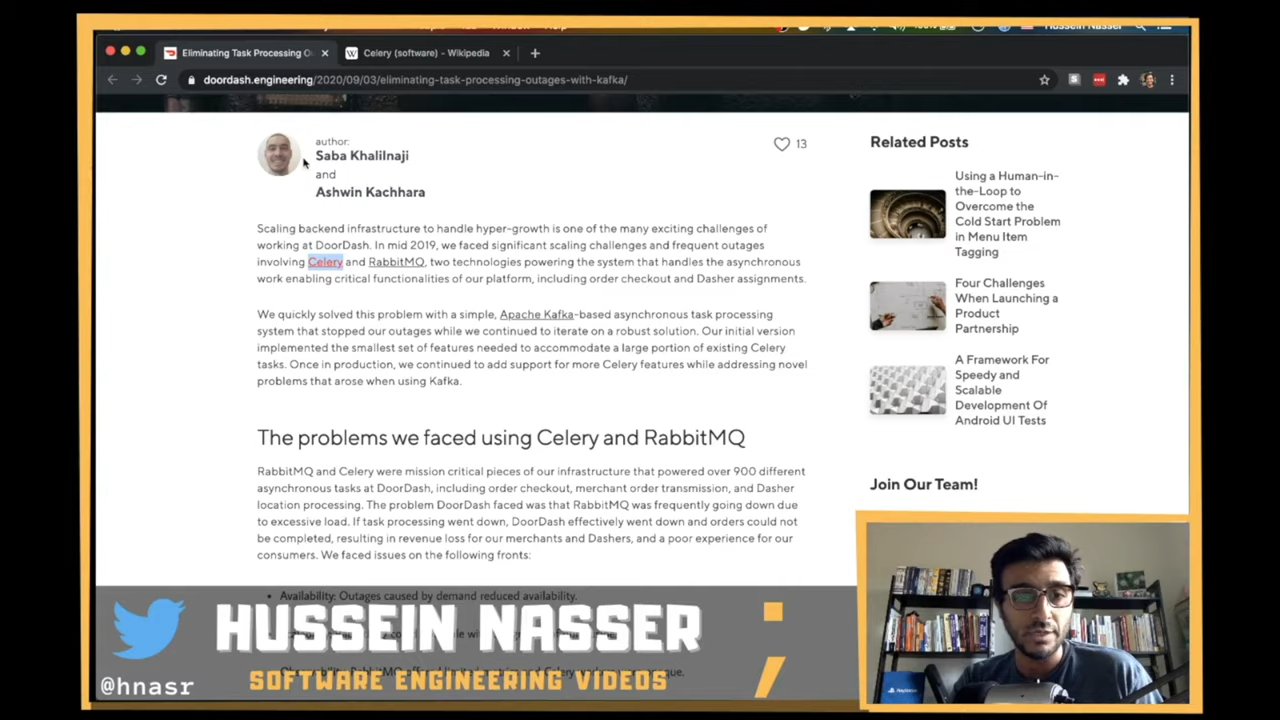 Eliminating Task Processing O
Celery (software) - Wikipedia
doordash.engineering/2020/09/03/eliminating-task-processing-outages-with-kafka/
author:
Saba Khalilnaji
and
Ashwin Kachhara
13
Scaling backend infrastructure to handle hyper-growth is one of the many exciting challenges of
working at DoorDash. In mid 2019, we faced significant scaling challenges and frequent outages
involving Celery and RabbitMQ, two technologies powering the system that handles the asynchronous
work enabling critical functionalities of our platform, including order checkout and Dasher assignments.
We quickly solved this problem with a simple, Apache Kafka-based asynchronous task processing
system that stopped our outages while we continued to iterate on a robust solution. Our initial version
implemented the smallest set of features needed to accommodate a large portion of existing Celery
tasks. Once in production, we continued to add support for more Celery features while addressing novel
problems that arose when using Kafka.
The problems we faced using Celery and RabbitMQ
RabbitMQ and Celery were mission critical pieces of our infrastructure that powered over 900 different
asynchronous tasks at DoorDash, including order checkout, merchant order transmission, and Dasher
location processing. The problem DoorDash faced was that RabbitMQ was frequently going down due
to excessive load. If task processing went down, DoorDash effectively went down and orders could not
be completed, resulting in revenue loss for our merchants and Dashers, and a poor experience for our
consumers. We faced issues on the following fronts:
Availability: Outages caused by demand reduced availability.
Related Posts
Using a Human-in-
the-Loop to
Overcome the
Cold Start Problem
in Menu Item
Tagging
Four Challenges
When Launching a
Product
Partnership
A Framework For
Speedy and
Scalable
Development Of
Android UI Tests
Join Our Team!
HUSSEIN NASSER ;
@hnasr
SOFTWARE ENGINEERING VIDEOS